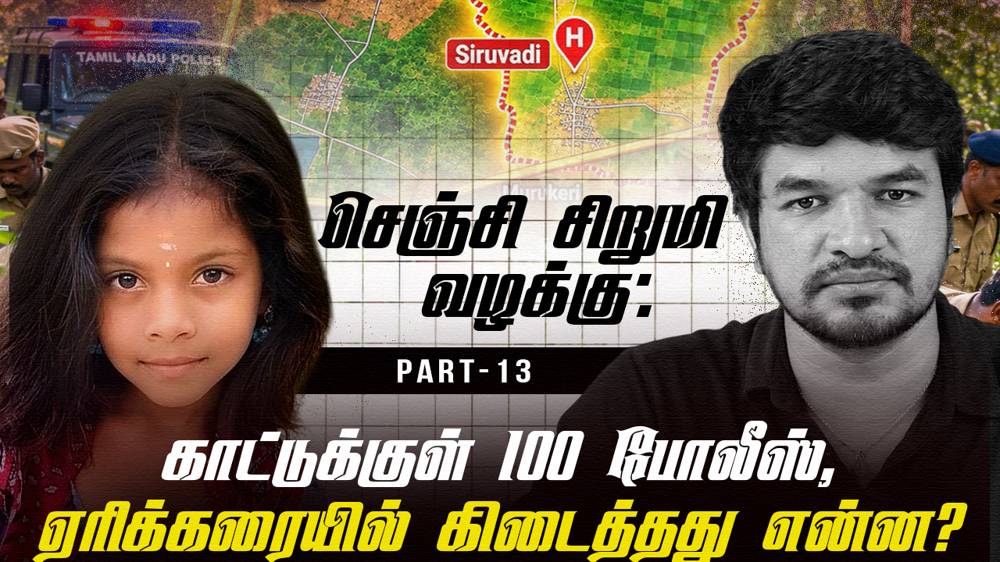 TAMIL NADU POLICE
Siruvadi
H
Murukeri
செஞ்சி சிறுமி
வழக்கு:
PART-13
காட்டுக்குள் 100 போலீஸ்,
ஏரிக்கரையில் கிடைத்தது என்ன?